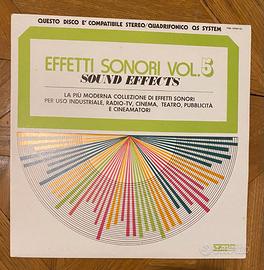 QUESTO DISCO E' COMPATIBILE STEREO/QUADRIFONICO QS SYSTEM
EFFETTI SONORI VOL.5
SOUND EFFECTS
LA PIÙ MODERNA COLLEZIONE DI EFFETTI SONORI
PER USO INDUSTRIALE, RADIO-TV, CINEMA, TEATRO, PUBBLICITÀ
E CINEAMATORI